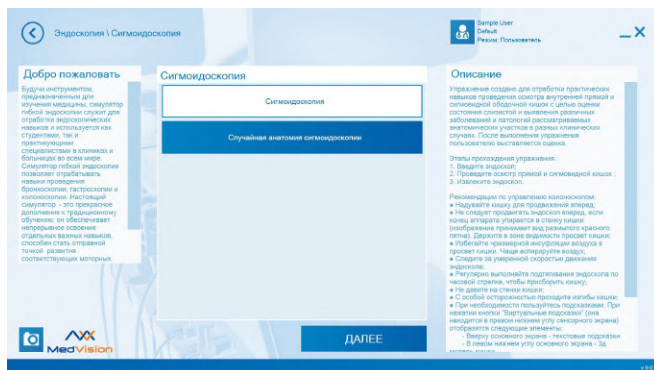 Эндоскопия \ Сигмоидоскопия
Sample User
Default
Режим: Пользователь
Добро пожаловать
Будучи инструментом,
предназначенным для
изучения медицины, симулятор
гибкой эндоскопии служит для
отработки эндоскопических
навыков и используется как
студентами, так и
практикующими
специалистами в клиниках и
больницах во всем мире.
Симулятор гибкой эндоскопии
позволяет отрабатывать
навыки проведения
бронхоскопии, гастроскопии и
колоноскопии. Настоящий
симулятор - это прекрасное
дополнение к традиционному
обучению: он обеспечивает
непрерывное освоение
отдельных важных навыков,
способен стать отправной
точкой развития
соответствующих моторных
Сигмоидоскопия
Сигмоидоскопия
Случайная анатомия сигмоидоскопии
Описание
Упражнение создано для отработки практических
навыков проведения осмотра внутренней прямой и
сигмовидной ободочной кишок с целью оценки
состояния слизистой и выявления различных
заболеваний и патологий рассматриваемых
анатомических участков в разных клинических
случаях. После выполнения упражнения
пользователю выставляется оценка.
Этапы прохождения упражнения:
1. Введите эндоскоп;
2. Проведите осмотр прямой и сигмовидной кишок ;
3. Извлеките эндоскоп.
Рекомендации по управлению колоноскопом:
● Надувайте кишку для продвижения вперед;
● Не следует продвигать эндоскоп вперед, если
конец аппарата упирается в стенку кишки
(изображение принимает вид размытого красного
пятна). Держите в зоне видимости просвет кишки;
● Избегайте чрезмерной инсуфляции воздуха в
просвет кишки. Чаще аспирируйте воздух;
● Следите за умеренной скоростью движения
эндоскопа;
● Регулярно выполняйте подтягивания эндоскопа по
часовой стрелке, чтобы присборить кишку;
● Не давите на стенки кишки;
● С особой осторожностью проходите изгибы кишки;
● При необходимости пользуйтесь подсказками. При
нажатии кнопки "Виртуальные подсказки" (она
находится в правом нижнем углу сенсорного экрана)
отобразятся следующие элементы:
- Вверху основного экрана - текстовые подсказки
- В левом нижнем углу основного экрана - 3д
модель кишки
MedVision
ДАЛЕЕ